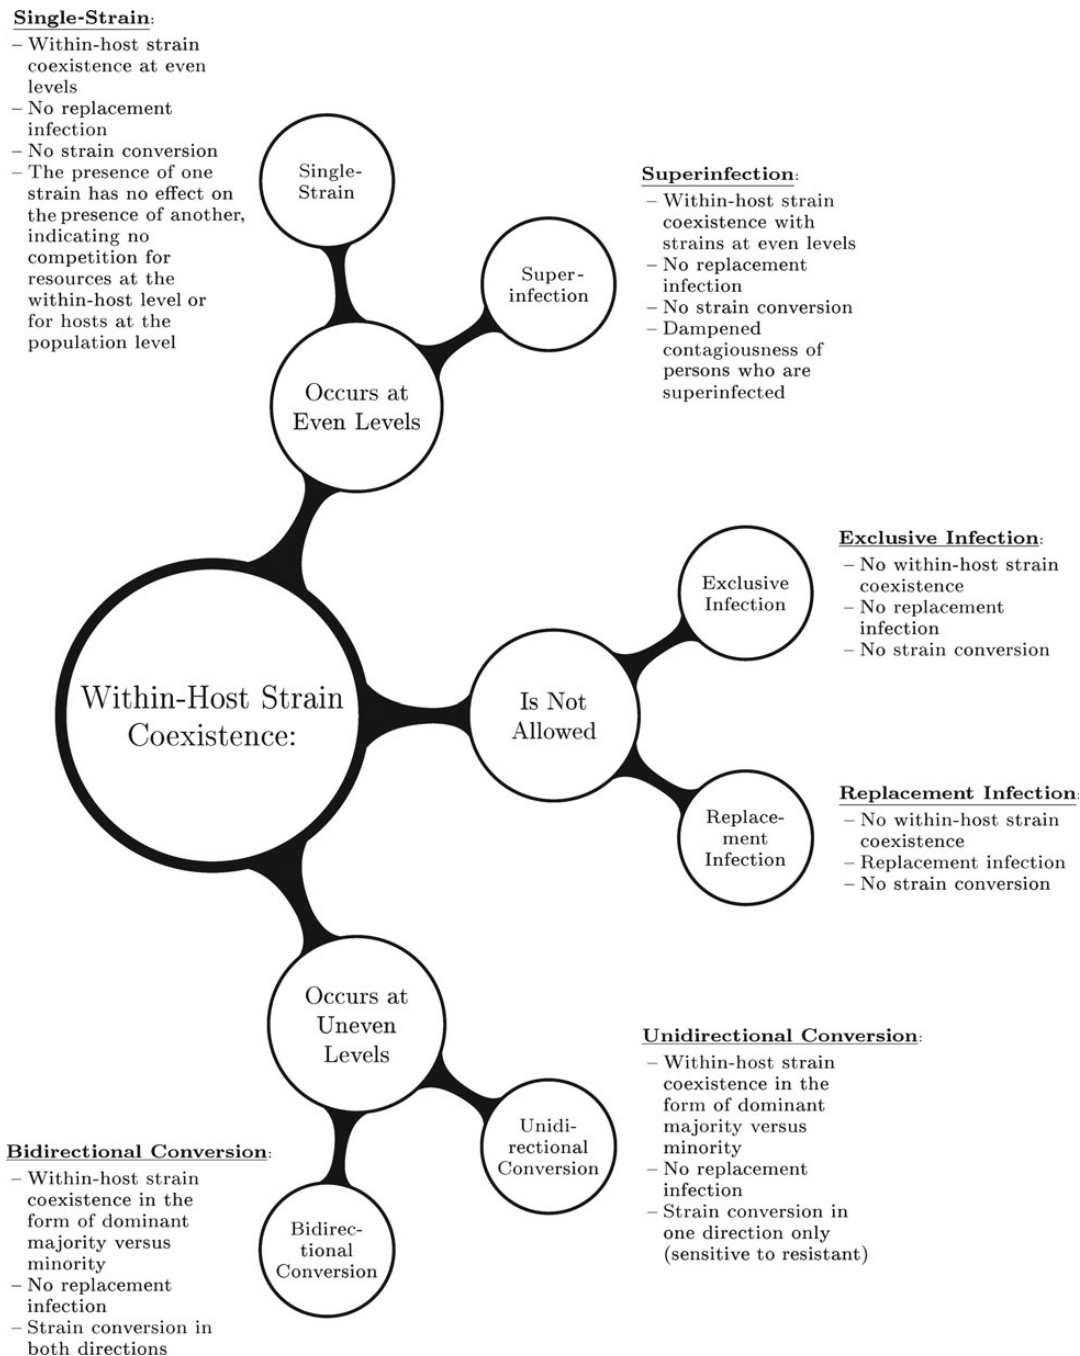 Single-Strain:
– Within-host strain
coexistence at even
levels
– No replacement
infection
– No strain conversion
– The presence of one
strain has no effect on
the presence of another,
indicating no
competition for
resources at the
within-host level or
for hosts at the
population level
Single-
Strain
Super-
infection
Superinfection:
– Within-host strain
coexistence with
strains at even levels
– No replacement
infection
– No strain conversion
– Dampened
contagiousness of
persons who are
superinfected
Occurs at
Even Levels
Within-Host Strain
Coexistence:
Is Not
Allowed
Exclusive
Infection
Exclusive Infection:
– No within-host strain
coexistence
– No replacement
infection
– No strain conversion
Replace-
ment
Infection
Replacement Infection:
– No within-host strain
coexistence
– Replacement infection
– No strain conversion
Occurs at
Uneven
Levels
Unidi-
rectional
Conversion
Unidirectional Conversion:
– Within-host strain
coexistence in the
form of dominant
majority versus
minority
– No replacement
infection
– Strain conversion in
one direction only
(sensitive to resistant)
Bidirec-
tional
Conversion
Bidirectional Conversion:
– Within-host strain
coexistence in the
form of dominant
majority versus
minority
– No replacement
infection
– Strain conversion in
both directions